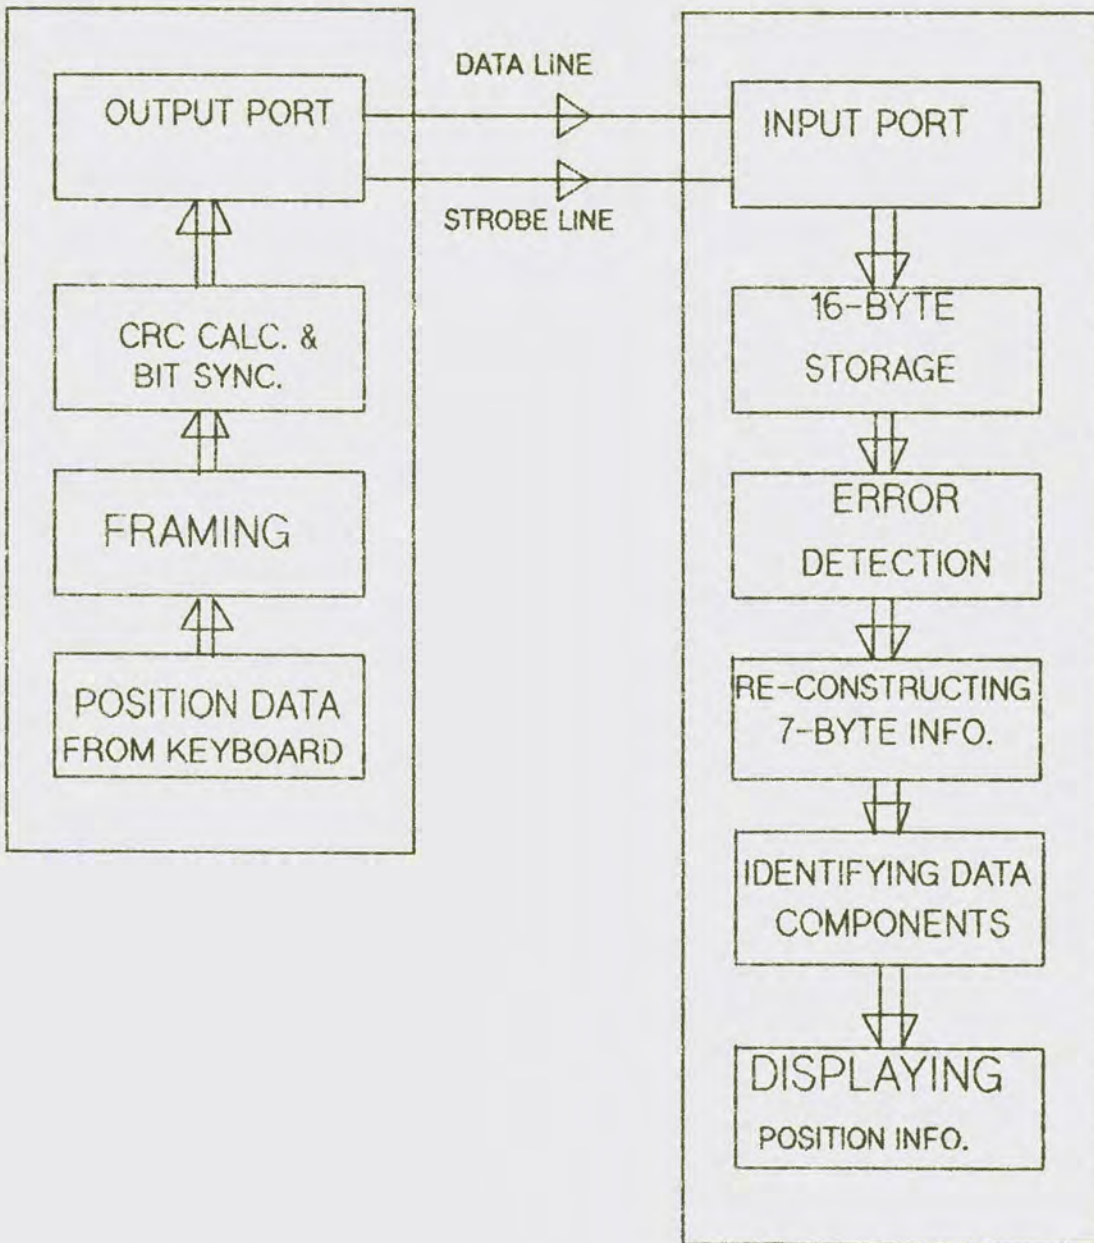 OUTPUT PORT
CRC CALC. &
BIT SYNC.
FRAMING
POSITION DATA
FROM KEYBOARD
DATA LINE
STROBE LINE
INPUT PORT
16-BYTE
STORAGE
ERROR
DETECTION
RE-CONSTRUCTING
7-BYTE INFO.
IDENTIFYING DATA
COMPONENTS
DISPLAYING
POSITION INFO.